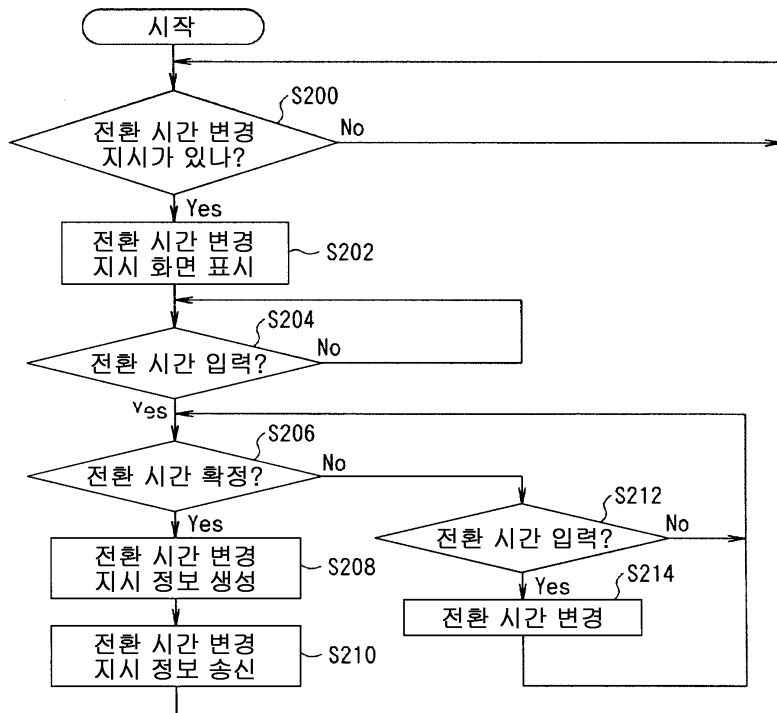 시작
S200
전환 시간 변경
지시가 있나?
No
Yes
전환 시간 변경
지시 화면 표시
S202
S204
전환 시간 입력?
No
Yes
S206
전환 시간 확정?
No
S212
전환 시간 입력?
No
Yes
전환 시간 변경
지시 정보 생성
S208
Yes
S214
전환 시간 변경
전환 시간 변경
지시 정보 송신
S210